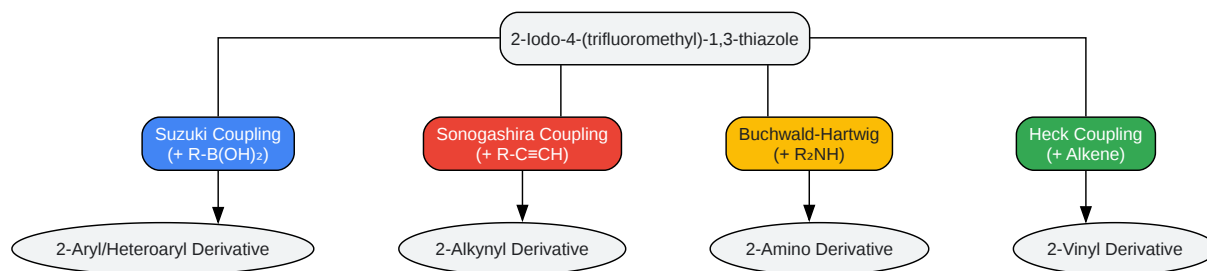 2-Iodo-4-(trifluoromethyl)-1,3-thiazole
Suzuki Coupling
(+ R-B(OH)₂)
Sonogashira Coupling
(+ R-C≡CH)
Buchwald-Hartwig
(+ R₂NH)
Heck Coupling
(+ Alkene)
2-Aryl/Heteroaryl Derivative
2-Alkynyl Derivative
2-Amino Derivative
2-Vinyl Derivative